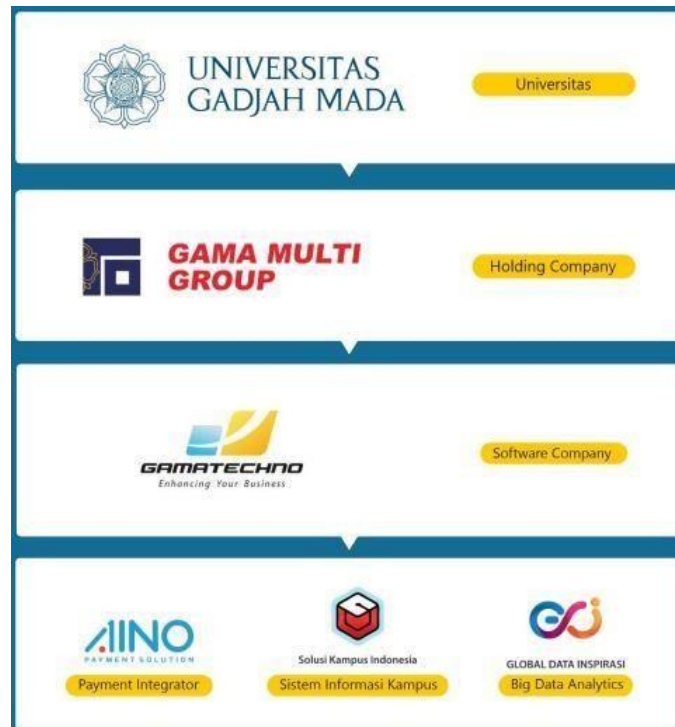 UNIVERSITAS
GADJAH MADA
Universitas
GAMA MULTI
GROUP
Holding Company
GAMATECHNO
Enhancing Your Business
Software Company
AINO
PAYMENT SOLUTION
Payment Integrator
Solusi Kampus Indonesia
Sistem Informasi Kampus
GLOBAL DATA INSPIRASI
Big Data Analytics